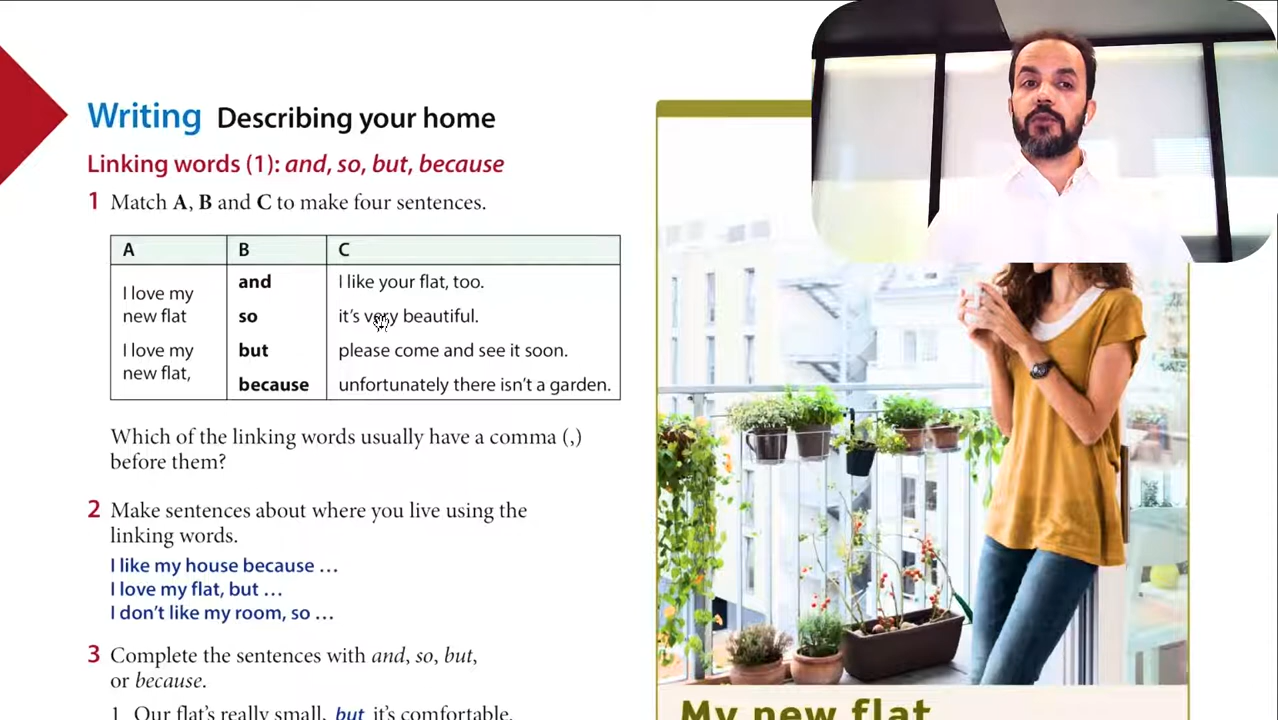 Writing Describing your home
Linking words (1): and, so, but, because
1 Match A, B and C to make four sentences.
A B C
I love my
new flat
I love my
new flat,
and
so
but
because
I like your flat, too.
it's very beautiful.
please come and see it soon.
unfortunately there isn't a garden.
Which of the linking words usually have a comma (,)
before them?
2 Make sentences about where you live using the
linking words.
I like my house because …
I love my flat, but …
I don't like my room, so …
3 Complete the sentences with and, so, but,
or because.
1 Our flat's really small, but it's comfortable.
My new flat